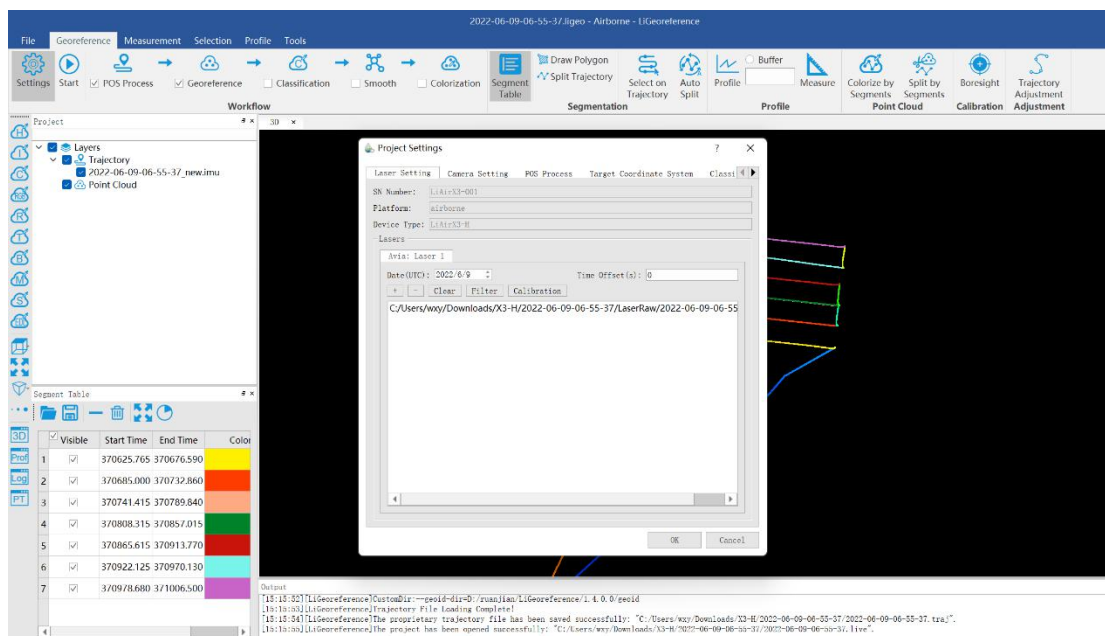 2022-06-09-06-55-37.ligeo - Airborne - LiGeoreference
File Georeference Measurement Selection Profile Tools
Settings Start POS Process Georeference Classification Smooth Colorization
Segment Table Draw Polygon Split Trajectory Select on Trajectory Auto Split
Profile Buffer Measure Colorize by Segments Split by Segments Boresight Trajectory Adjustment
Workflow Segmentation Profile Point Cloud Calibration Adjustment
Project
3D
Layers
Trajectory
2022-06-09-06-55-37_new.imu
Point Cloud
Project Settings
Laser Setting Camera Setting POS Process Target Coordinate System Classi
SN Number: LiAirX3-001
Platform: airborne
Device Type: LiAirX3-H
Lasers
Avia: Laser 1
Date(UTC): 2022/6/9 Time Offset(s): 0
+ - Clear Filter Calibration
C:/Users/wxy/Downloads/X3-H/2022-06-09-06-55-37/LaserRaw/2022-06-09-06-55
OK Cancel
Segment Table
Visible Start Time End Time Color
1 370625.765 370676.590
2 370685.000 370732.860
3 370741.415 370789.840
4 370808.315 370857.015
5 370865.615 370913.770
6 370922.125 370970.130
7 370978.680 371006.500
3D
Prof
Log
PT
Output
[15:15:52][LiGeoreference]CustomDir:--geoid-dir=D:/ruanjian/LiGeoreference/1.4.0.0/geoid
[15:15:53][LiGeoreference]Trajectory File Loading Complete!
[15:15:54][LiGeoreference]The proprietary trajectory file has been saved successfully: "C:/Users/wxy/Downloads/X3-H/2022-06-09-06-55-37/2022-06-09-06-55-37.traj".
[15:15:55][LiGeoreference]The project has been opened successfully: "C:/Users/wxy/Downloads/X3-H/2022-06-09-06-55-37/2022-06-09-06-55-37.live".